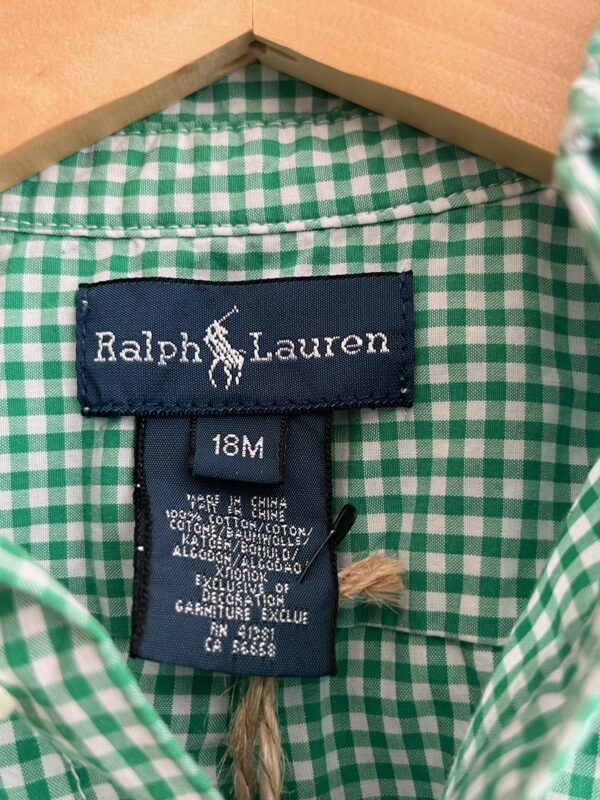 Ralph Lauren
18M
MADE IN CHINA
FAIT EN CHINE
100% COTTON/COTON/
COTONE/BAUMWOLLE
KATOEN/BOMULD/
ALGODON/ALGODAO
ХЛОПОК
EXCLUSIVE OF
DECORATION
GARNITURE EXCLUE
RN 41381
CA 56668